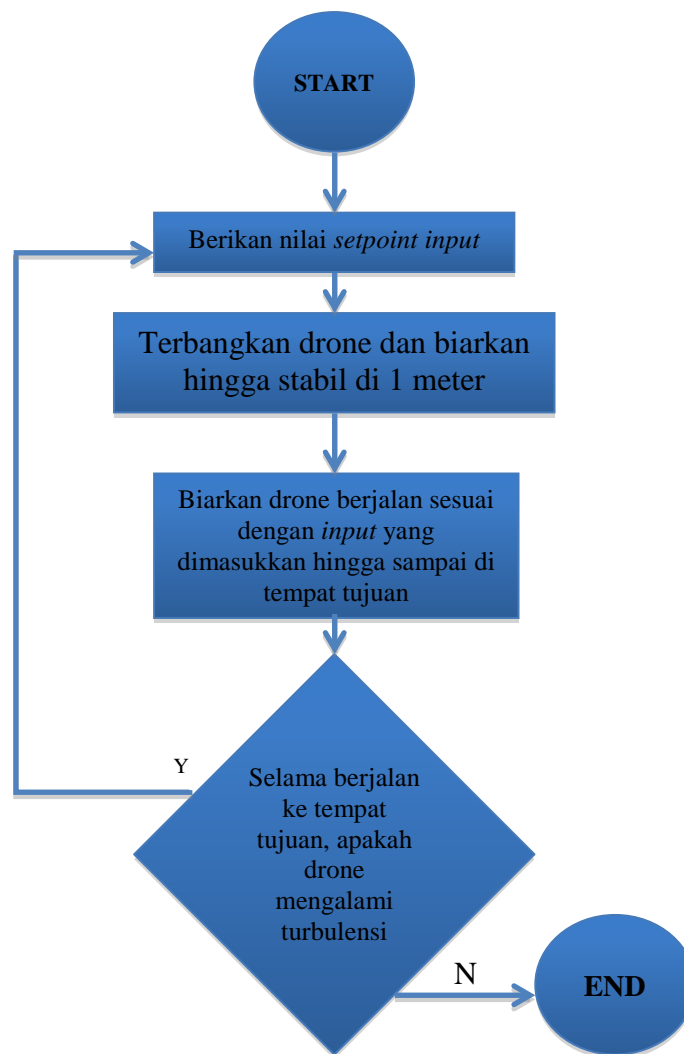 START
Berikan nilai setpoint input
Terbangkan drone dan biarkan
hingga stabil di 1 meter
Biarkan drone berjalan sesuai
dengan input yang
dimasukkan hingga sampai di
tempat tujuan
Y
Selama berjalan
ke tempat
tujuan, apakah
drone
mengalami
turbulensi
N
END